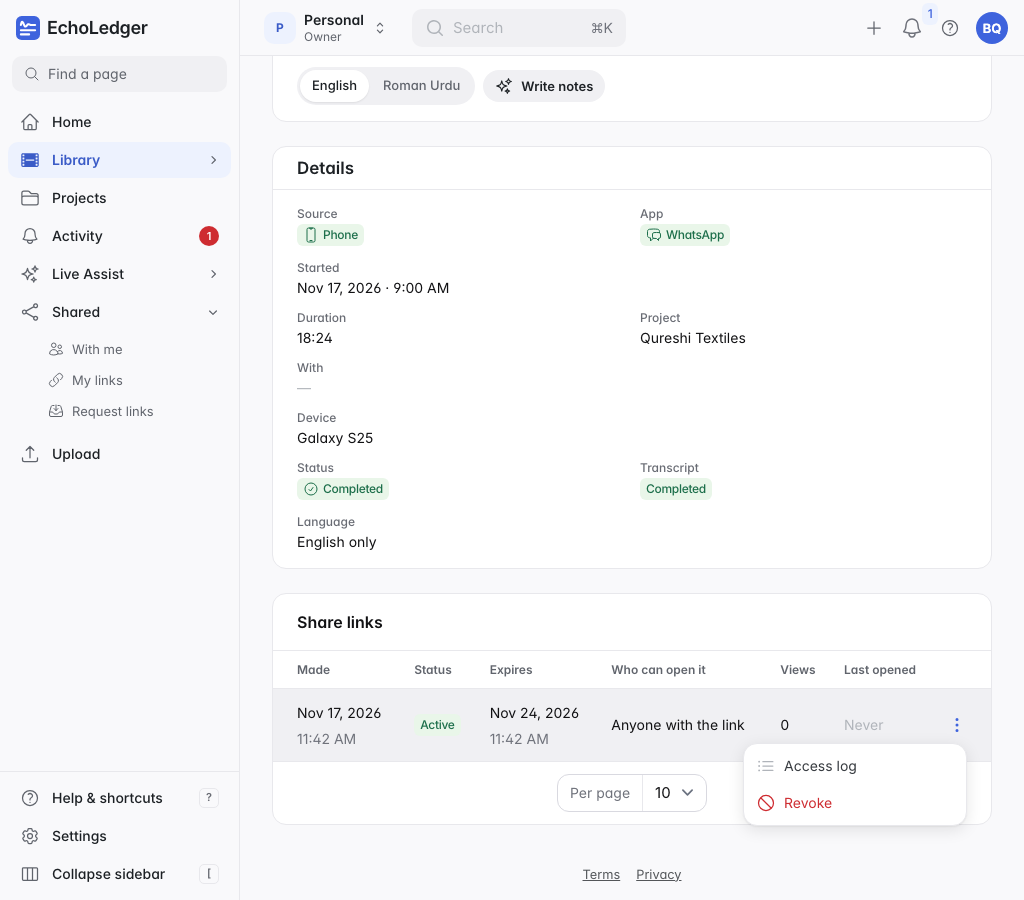 EchoLedger
Find a page
Home
Library
Projects
Activity 1
Live Assist
Shared
With me
My links
Request links
Upload
Help & shortcuts ?
Settings
Collapse sidebar [
P Personal
Owner
Search ⌘K
1
BQ
English Roman Urdu Write notes
Details
Source App
Phone WhatsApp
Started
Nov 17, 2026 · 9:00 AM
Duration Project
18:24 Qureshi Textiles
With
—
Device
Galaxy S25
Status Transcript
Completed Completed
Language
English only
Share links
Made Status Expires Who can open it Views Last opened
Nov 17, 2026 Active Nov 24, 2026 Anyone with the link 0 Never
11:42 AM 11:42 AM
Access log
Revoke
Per page 10
Terms Privacy